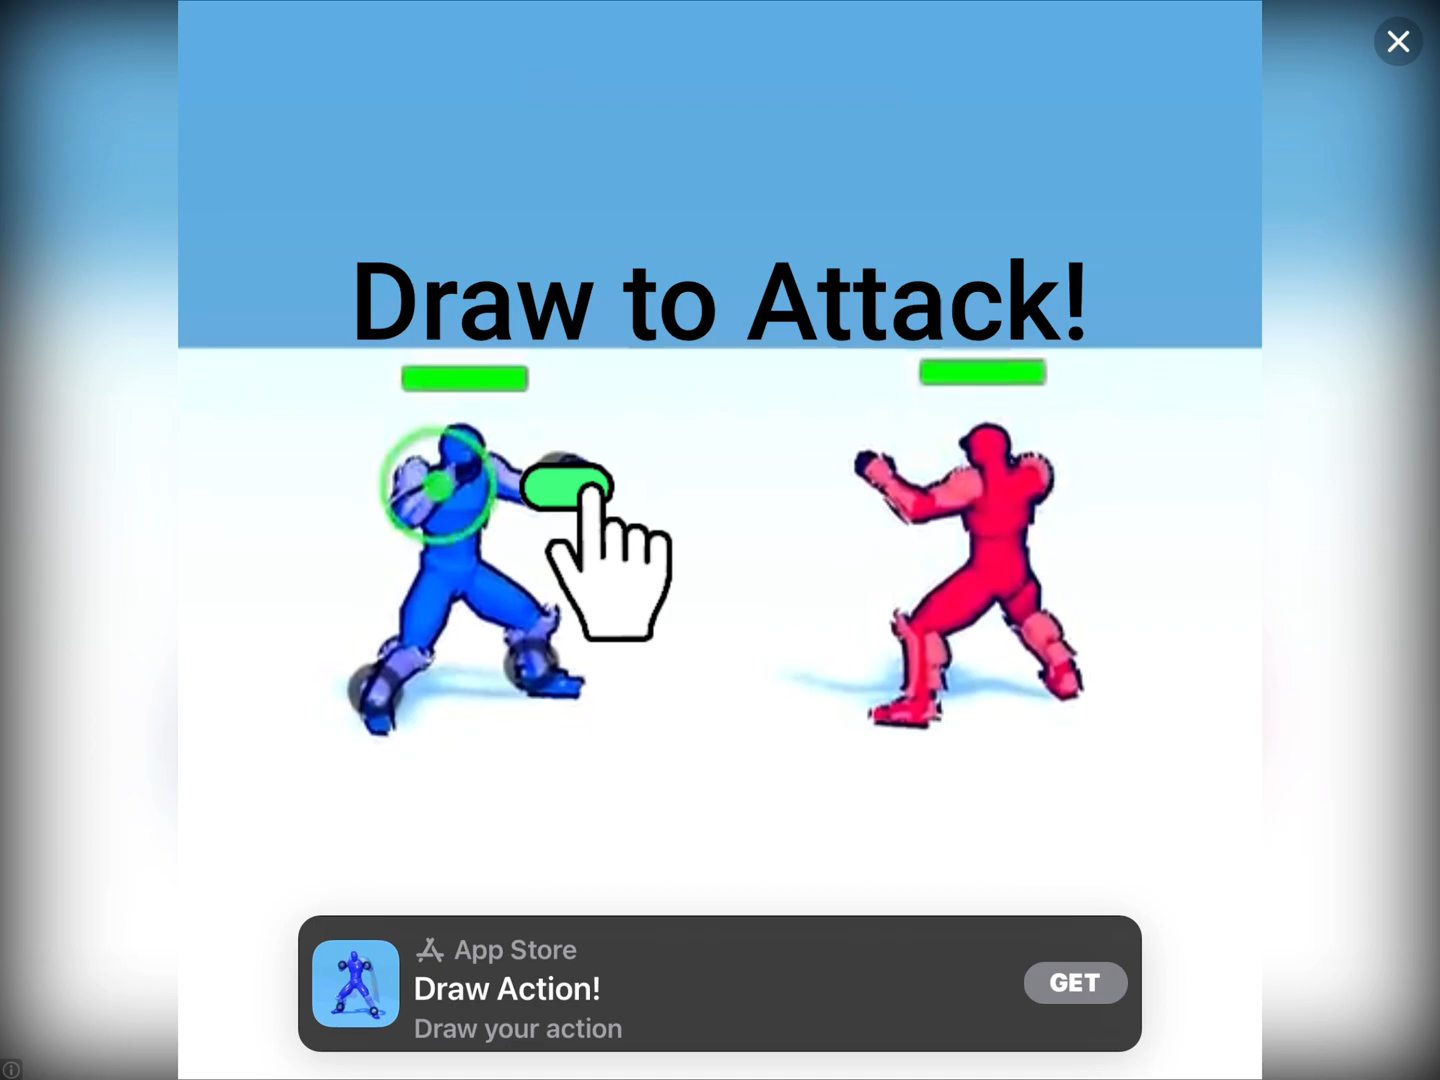 Draw to Attack!
App Store
Draw Action!
Draw your action
GET